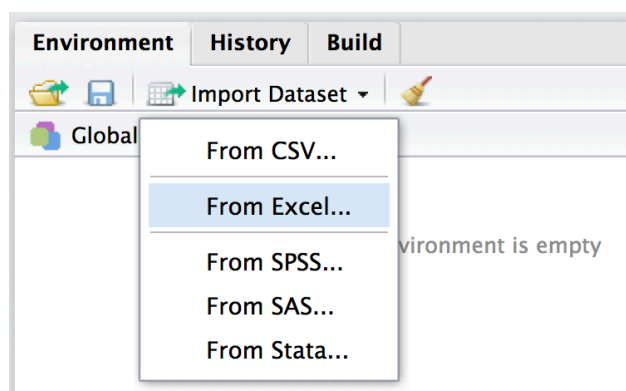 Environment History Build
Import Dataset
Global
From CSV...
From Excel...
vironment is empty
From SPSS...
From SAS...
From Stata...